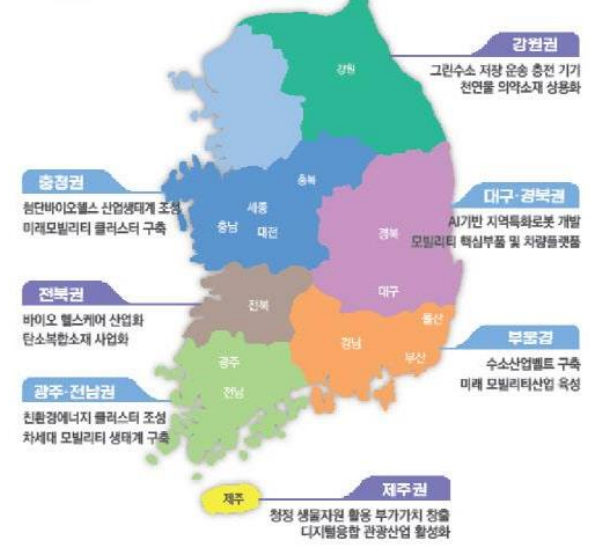 강원권
그린수소 저장 운송 충전 기기
천연물 의약소재 상용화
강원
충청권
첨단바이오헬스 산업생태계 조성
미래모빌리티 클러스터 구축
충북
세종
충남
대전
대구·경북권
AI기반 지역특화로봇 개발
모빌리티 핵심부품 및 차량플랫폼
경북
대구
전북권
바이오 헬스케어 산업화
탄소복합소재 사업화
전북
울산
경남
부산
부울경
수소산업벨트 구축
미래 모빌리티산업 육성
광주·전남권
친환경에너지 클러스터 조성
차세대 모빌리티 생태계 구축
광주
전남
제주
제주권
청정 생물자원 활용 부가가치 창출
디지털융합 관광산업 활성화